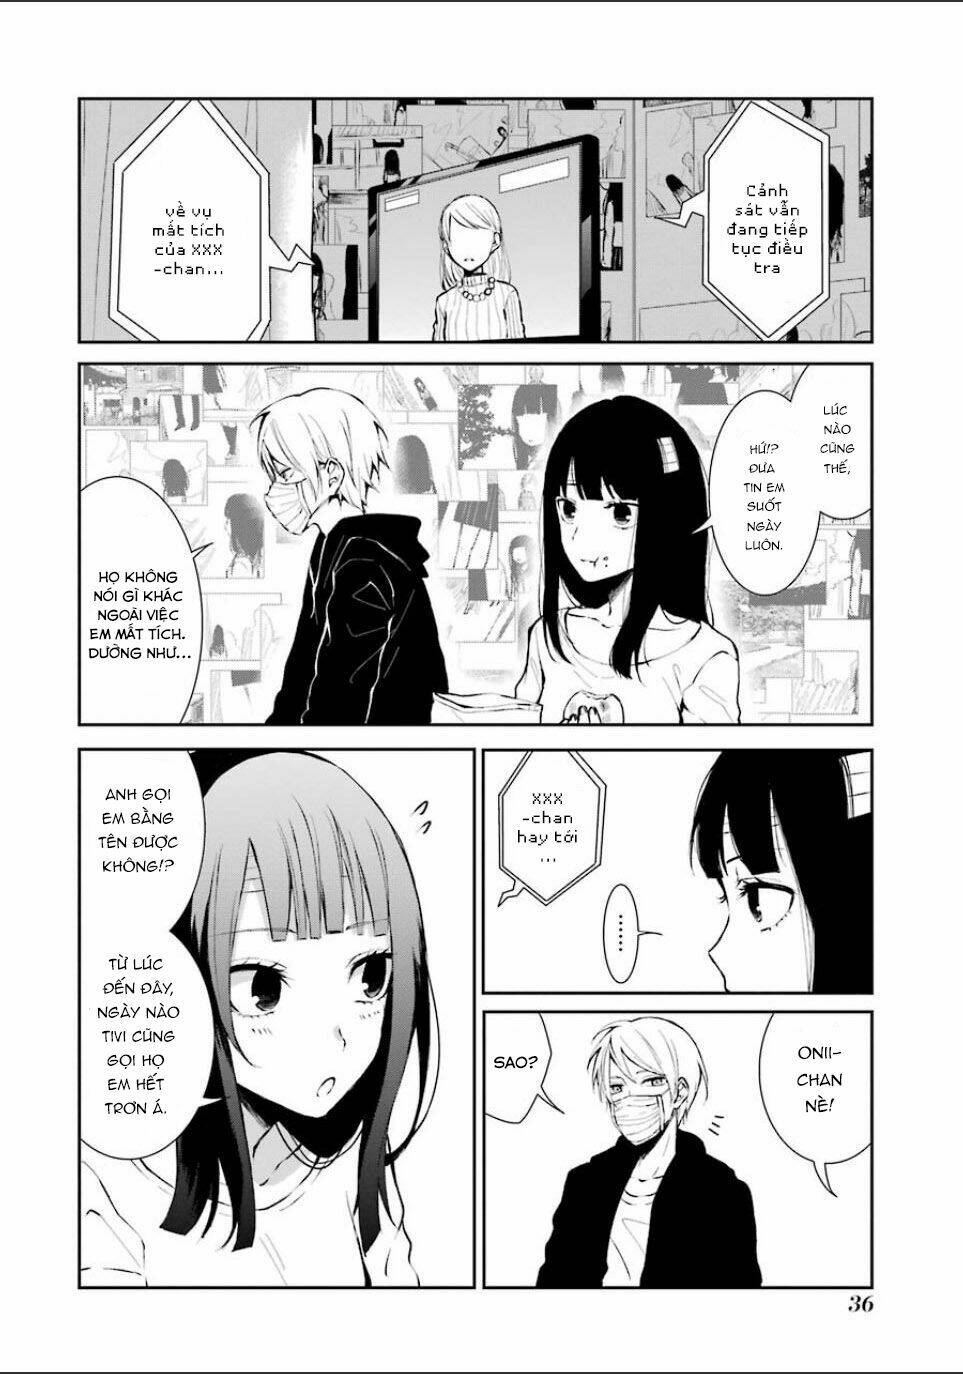 Cảnh
sát vẫn
đang tiếp
tục điều
tra
về vụ
mất tích
của XXX
-chan...
LÚC
NÀO
CŨNG
THẾ,
HỨ!?
ĐƯA
TIN EM
SUỐT
NGÀY
LUÔN.
HỌ KHÔNG
NÓI GÌ KHÁC
NGOÀI VIỆC
EM MẤT TÍCH.
DƯỜNG NHƯ...
XXX
-chan
hay tới
...
......
ONII-
CHAN
NÈ!
SAO?
ANH GỌI
EM BẰNG
TÊN ĐƯỢC
KHÔNG!?
TỪ LÚC
ĐẾN ĐÂY,
NGÀY NÀO
TIVI CŨNG
GỌI HỌ
EM HẾT
TRƠN Á.
36